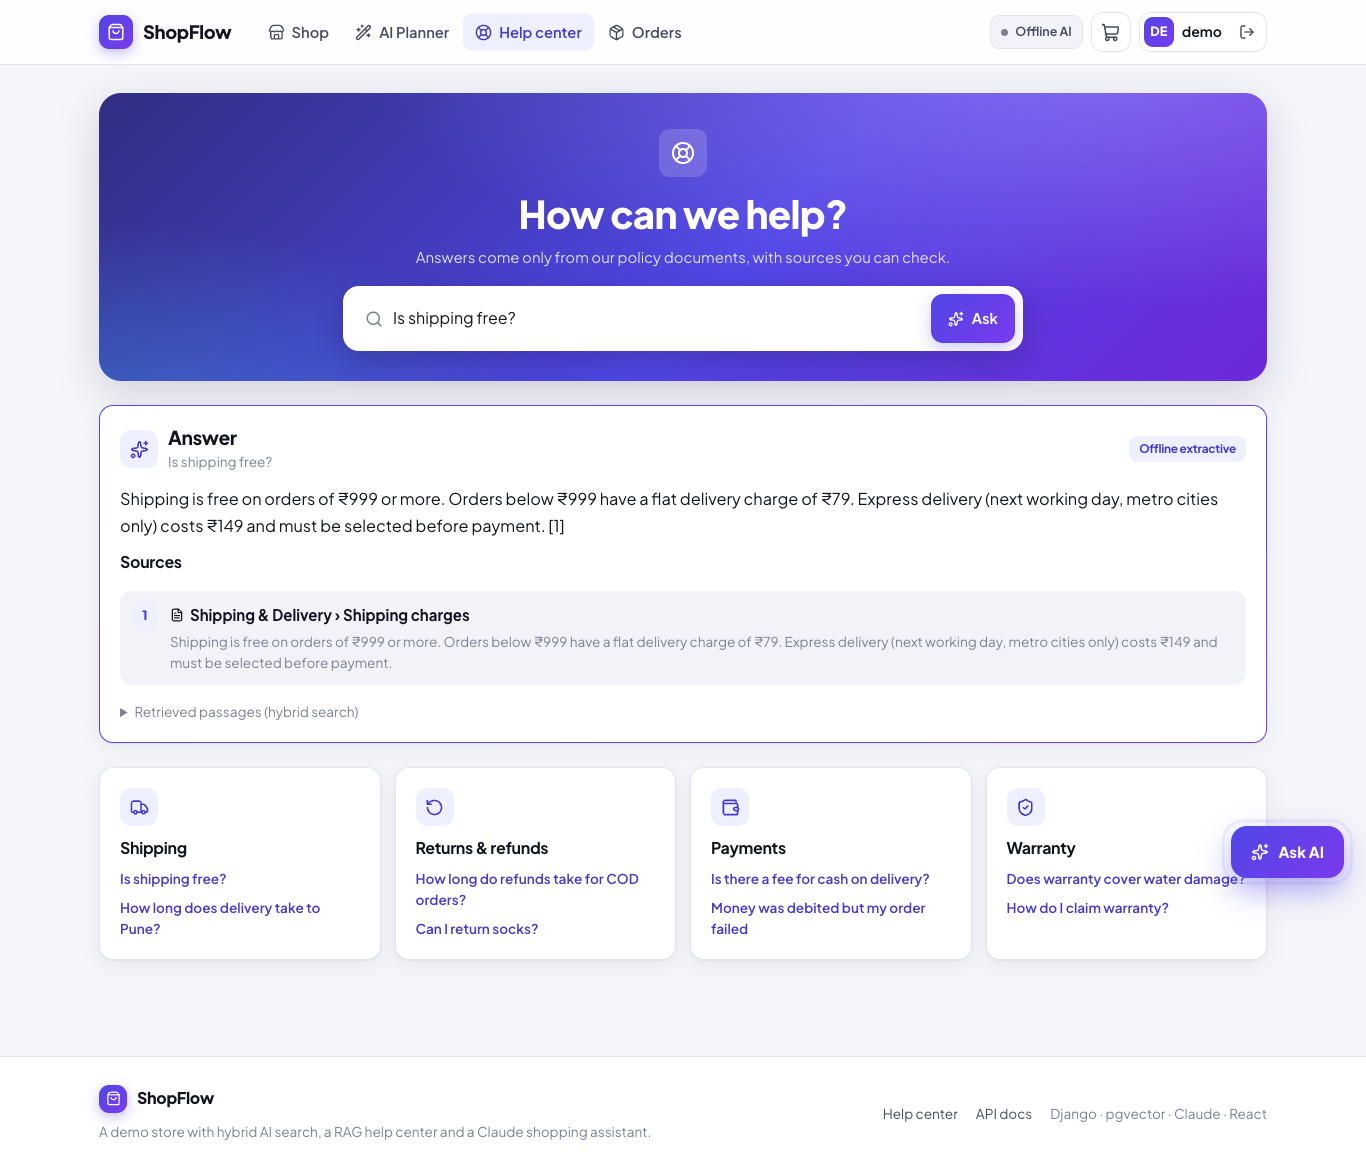 ShopFlow
Shop
AI Planner
Help center
Orders
Offline AI
DE
demo
How can we help?
Answers come only from our policy documents, with sources you can check.
Is shipping free?
Ask
Answer
Is shipping free?
Offline extractive
Shipping is free on orders of ₹999 or more. Orders below ₹999 have a flat delivery charge of ₹79. Express delivery (next working day, metro cities
only) costs ₹149 and must be selected before payment. [1]
Sources
1
Shipping & Delivery › Shipping charges
Shipping is free on orders of ₹999 or more. Orders below ₹999 have a flat delivery charge of ₹79. Express delivery (next working day, metro cities only) costs ₹149 and
must be selected before payment.
Retrieved passages (hybrid search)
Shipping
Is shipping free?
How long does delivery take to
Pune?
Returns & refunds
How long do refunds take for COD
orders?
Can I return socks?
Payments
Is there a fee for cash on delivery?
Money was debited but my order
failed
Warranty
Does warranty cover water damage?
How do I claim warranty?
Ask AI
ShopFlow
A demo store with hybrid AI search, a RAG help center and a Claude shopping assistant.
Help center
API docs
Django · pgvector · Claude · React